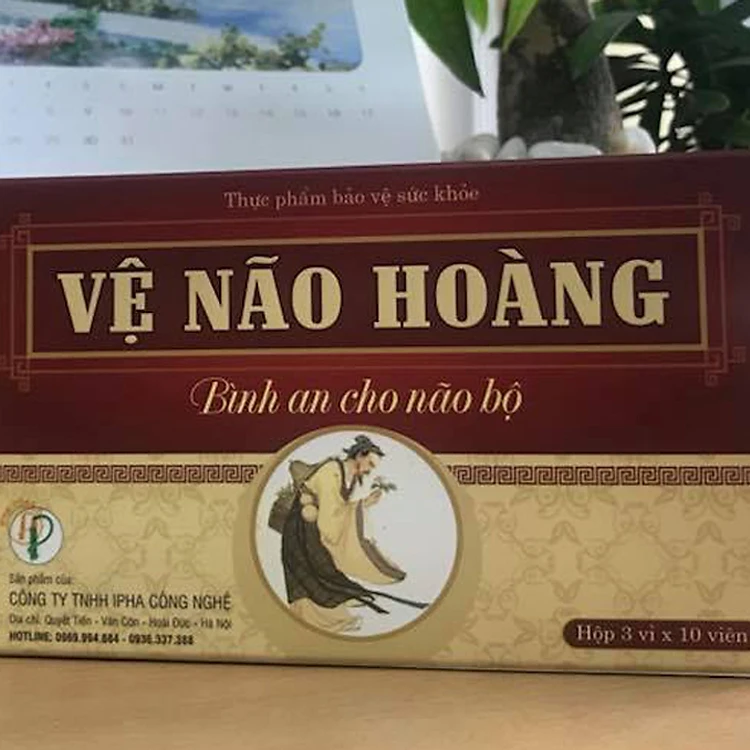 Thực phẩm bảo vệ sức khỏe
VỆ NÃO HOÀNG
Bình an cho não bộ
Sản phẩm của:
CÔNG TY TNHH IPHA CÔNG NGHỆ
Địa chỉ: Quyết Tiến - Vân Côn - Hoài Đức - Hà Nội
HOTLINE: 0969.994.664 - 0936.337.388
Hộp 3 vỉ x 10 viên